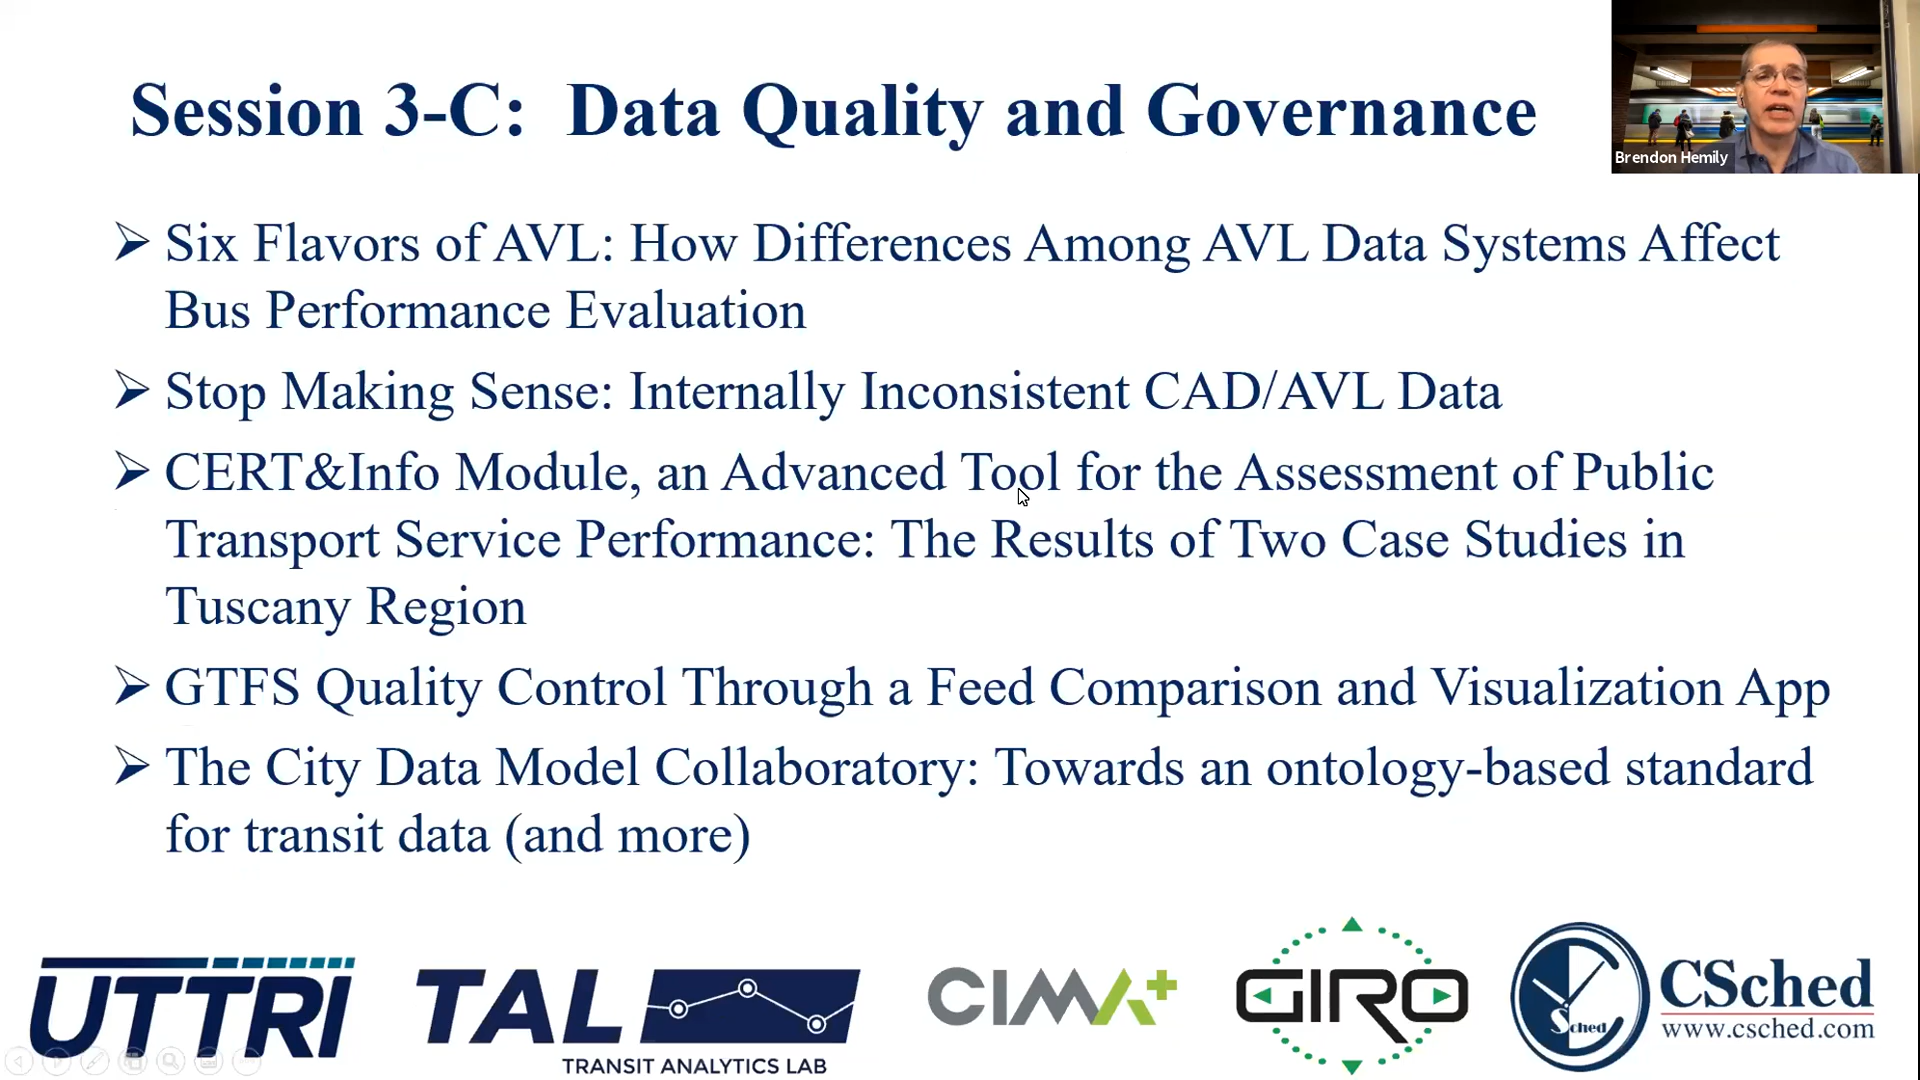 Session 3-C: Data Quality and Governance
Brendon Hemily
Six Flavors of AVL: How Differences Among AVL Data Systems Affect
Bus Performance Evaluation
Stop Making Sense: Internally Inconsistent CAD/AVL Data
CERT&Info Module, an Advanced Tool for the Assessment of Public
Transport Service Performance: The Results of Two Case Studies in
Tuscany Region
GTFS Quality Control Through a Feed Comparison and Visualization App
The City Data Model Collaboratory: Towards an ontology-based standard
for transit data (and more)
UTTRI
TAL
TRANSIT ANALYTICS LAB
CIMA+
GIRO
CSched
CSched
www.csched.com